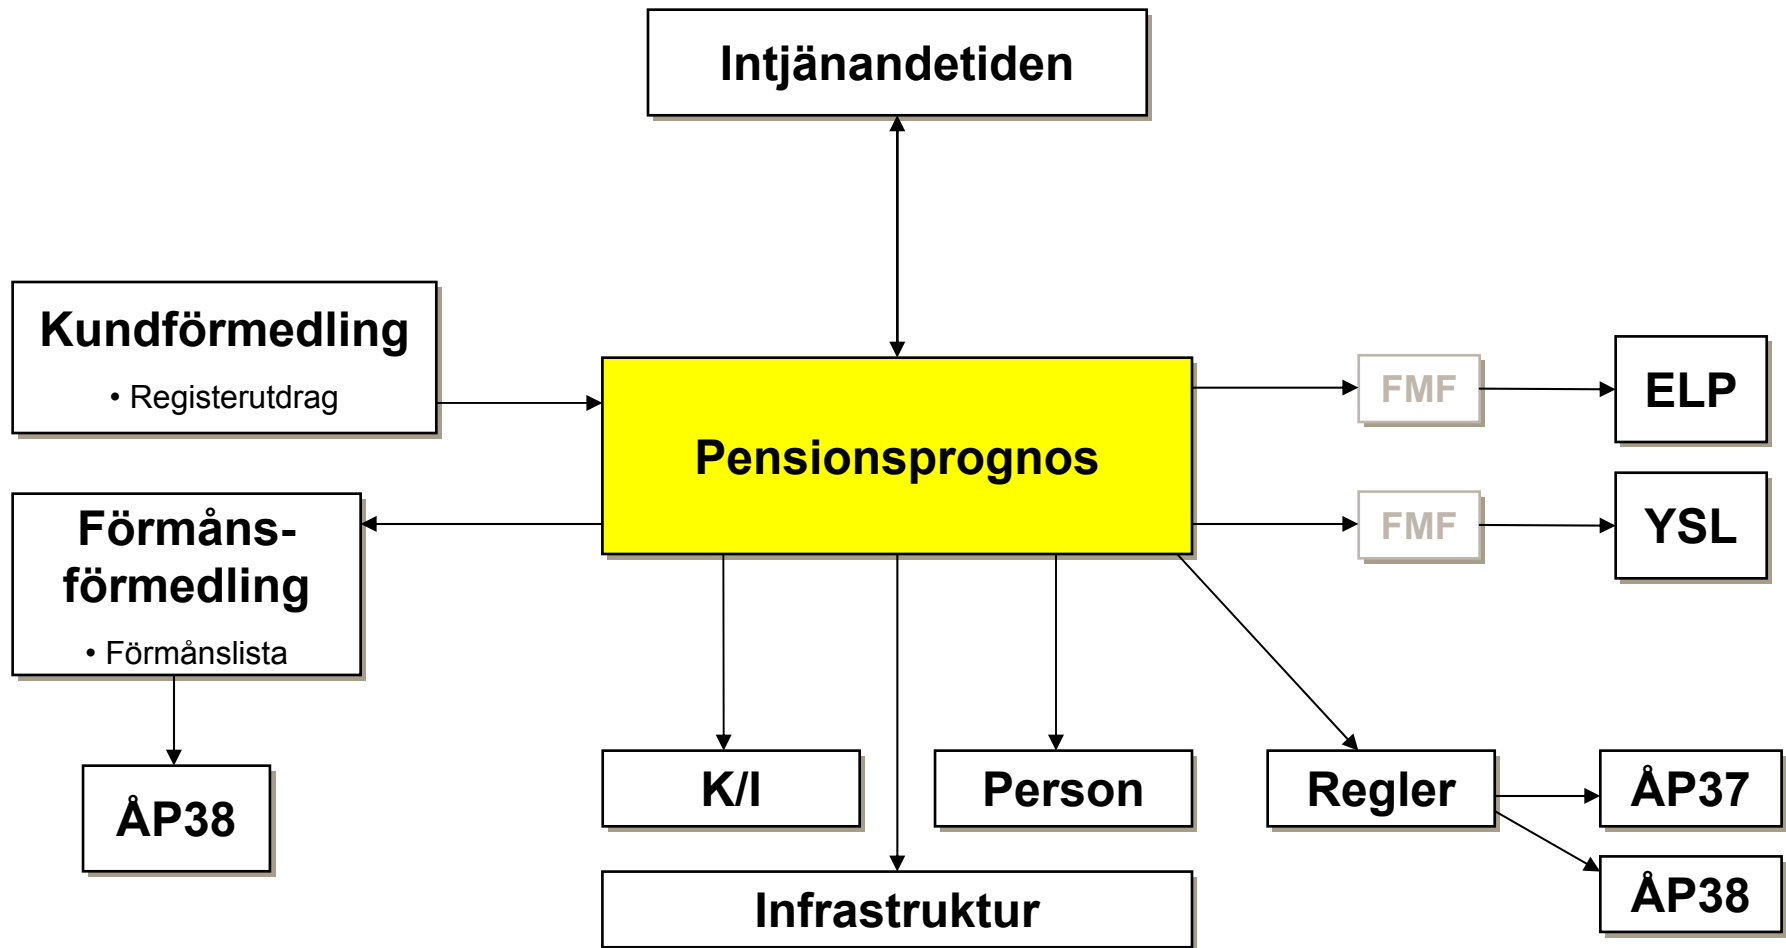 Intjänandetiden
Kundförmedling
• Registerutdrag
Pensionsprognos
FMF
ELP
FMF
YSL
Förmåns-
förmedling
• Förmånslista
ÅP38
K/I
Person
Regler
ÅP37
ÅP38
Infrastruktur